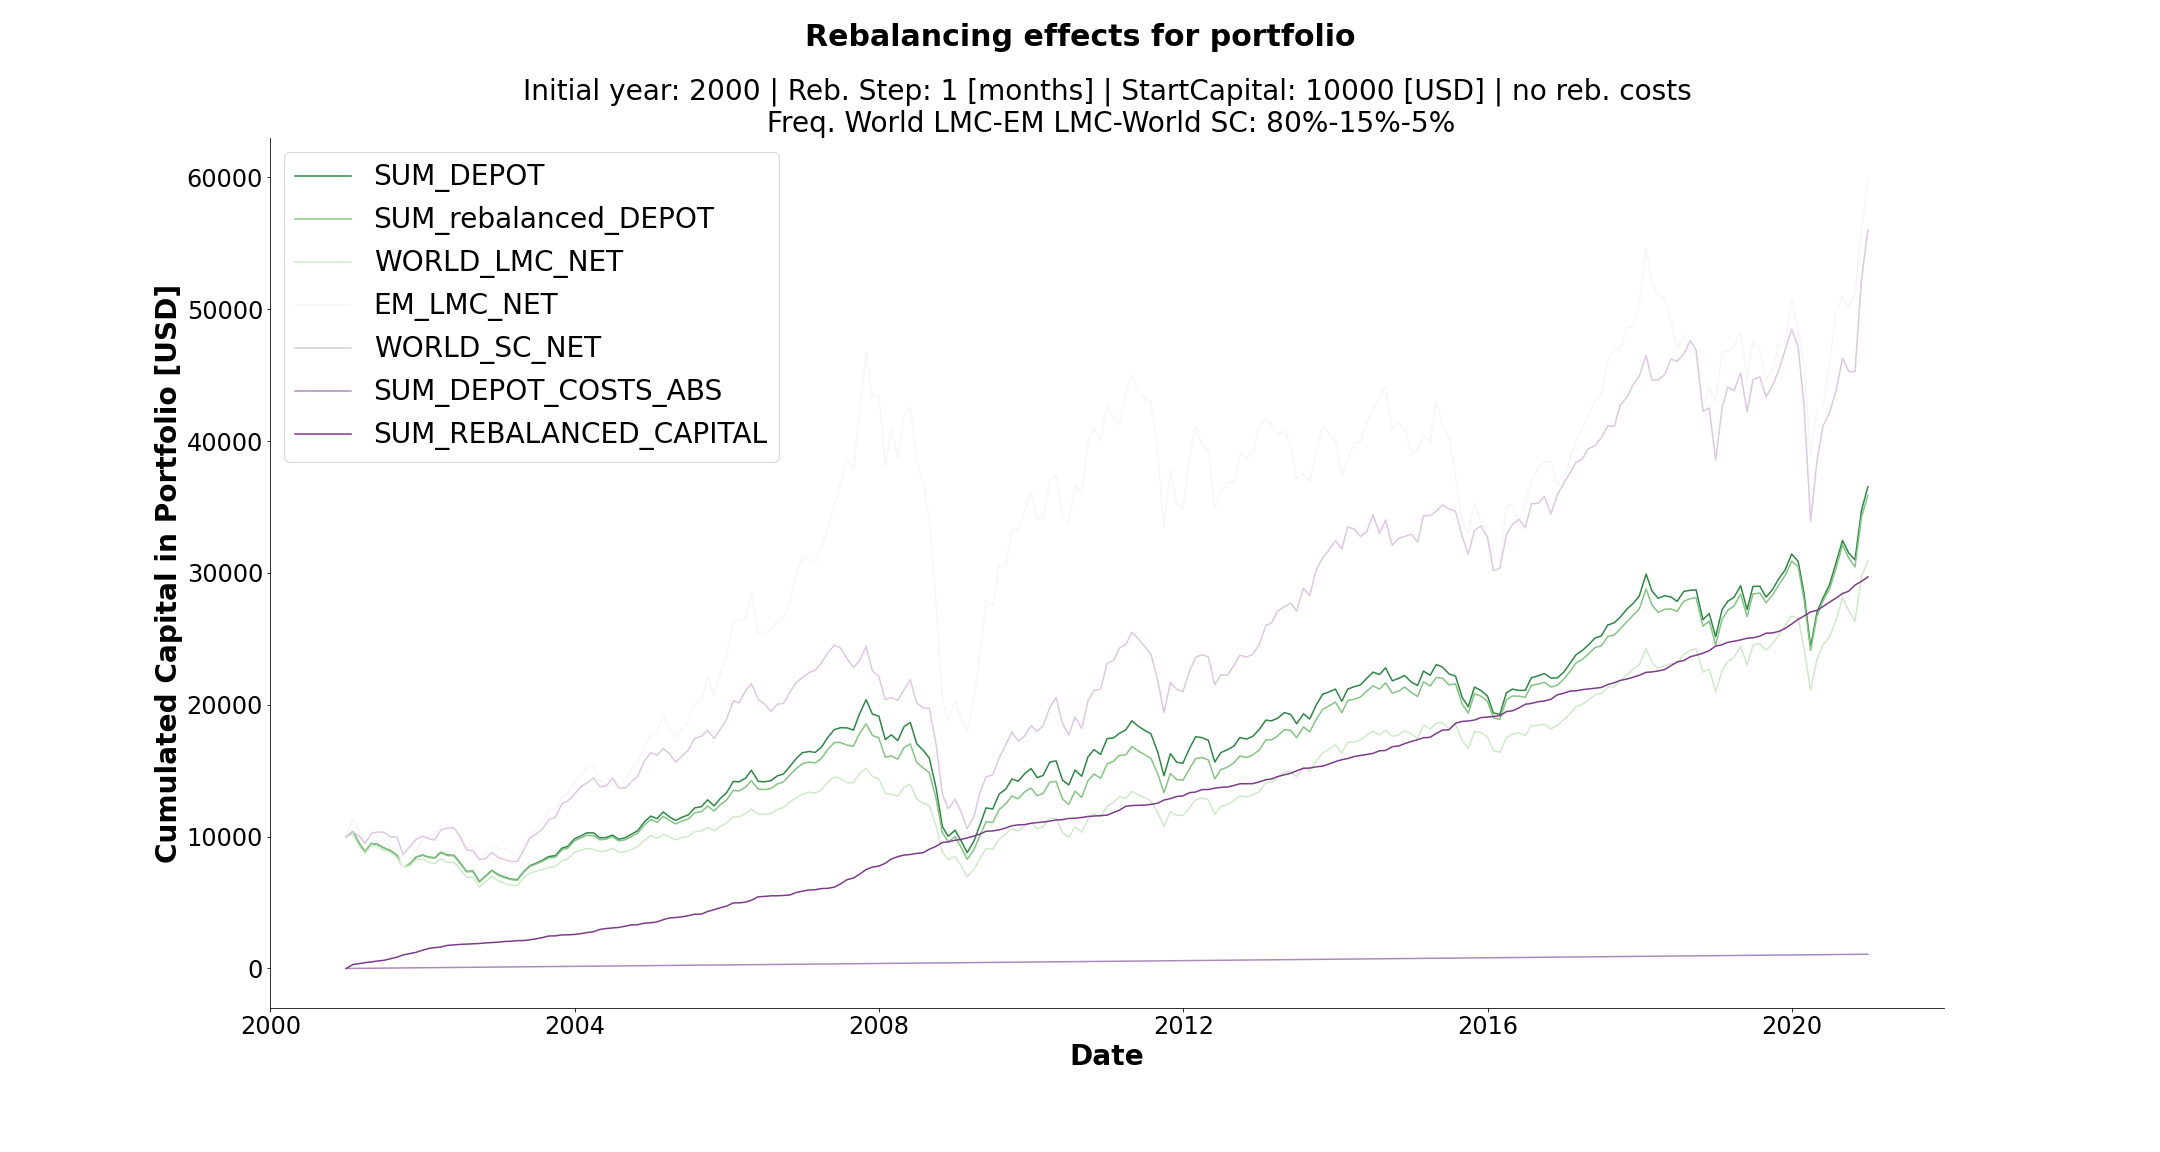 Rebalancing effects for portfolio
Initial year: 2000 | Reb. Step: 1 [months] | StartCapital: 10000 [USD] | no reb. costs
Freq. World LMC-EM LMC-World SC: 80%-15%-5%
SUM_DEPOT
SUM_rebalanced_DEPOT
WORLD_LMC_NET
EM_LMC_NET
WORLD_SC_NET
SUM_DEPOT_COSTS_ABS
SUM_REBALANCED_CAPITAL
Cumulated Capital in Portfolio [USD]
60000
50000
40000
30000
20000
10000
0
2000 2004 2008 2012 2016 2020
Date